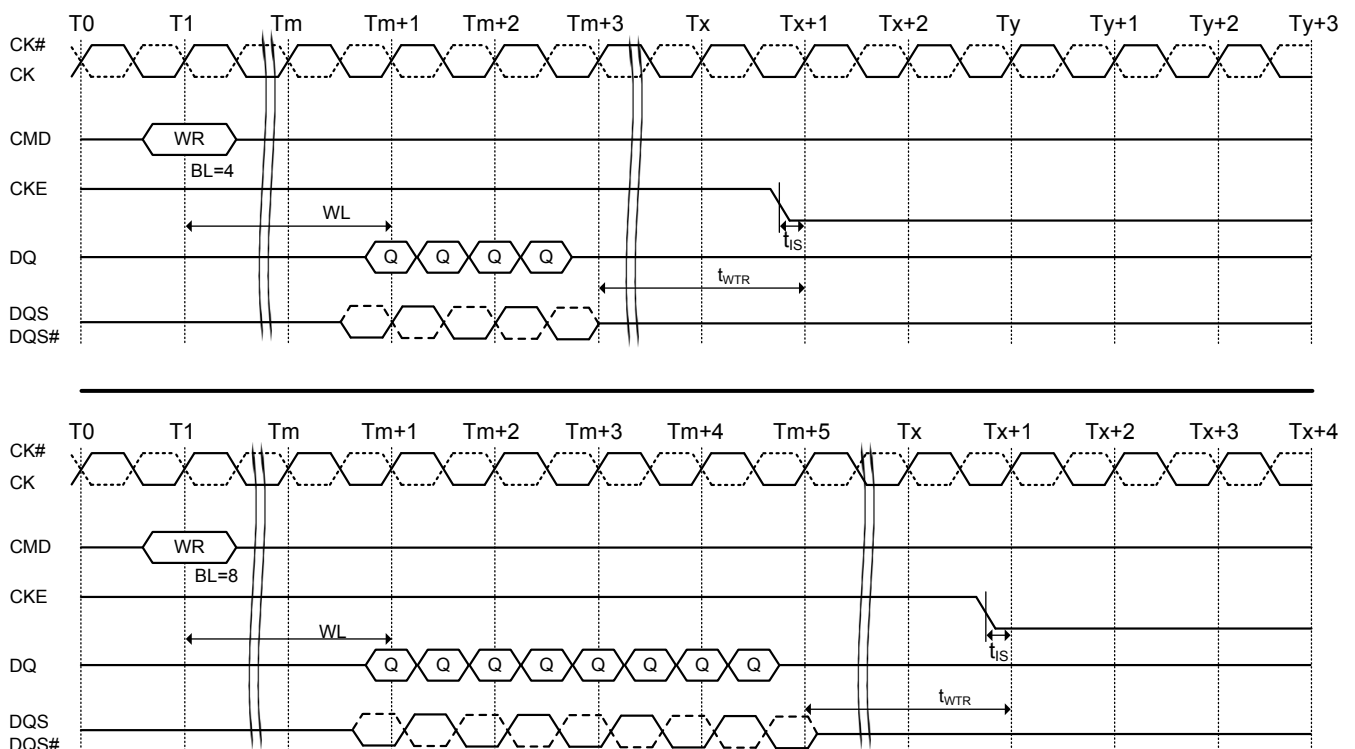 T0 T1 Tm Tm+1 Tm+2 Tm+3 Tx Tx+1 Tx+2 Ty Ty+1 Ty+2 Ty+3
CK#
CK
CMD WR
BL=4
CKE
WL
tIS
DQ Q Q Q Q
tWTR
DQS
DQS#
T0 T1 Tm Tm+1 Tm+2 Tm+3 Tm+4 Tm+5 Tx Tx+1 Tx+2 Tx+3 Tx+4
CK#
CK
CMD WR
BL=8
CKE
WL
tIS
DQ Q Q Q Q Q Q Q Q
tWTR
DQS
DQS#